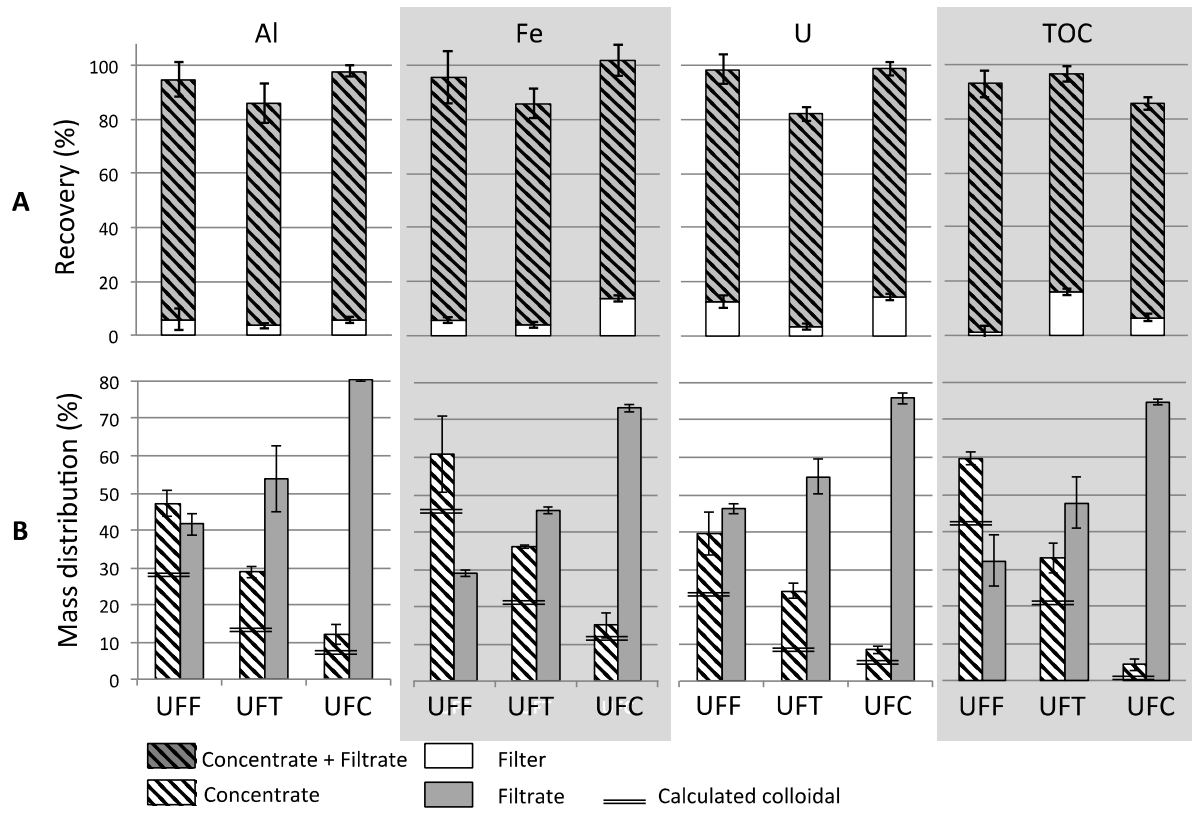 Al Fe U TOC
A
Recovery (%)
100
80
60
40
20
0
B
Mass distribution (%)
80
70
60
50
40
30
20
10
0
UFF UFT UFC UFF UFT UFC UFF UFT UFC UFF UFT UFC
Concentrate + Filtrate Filter
Concentrate Filtrate Calculated colloidal